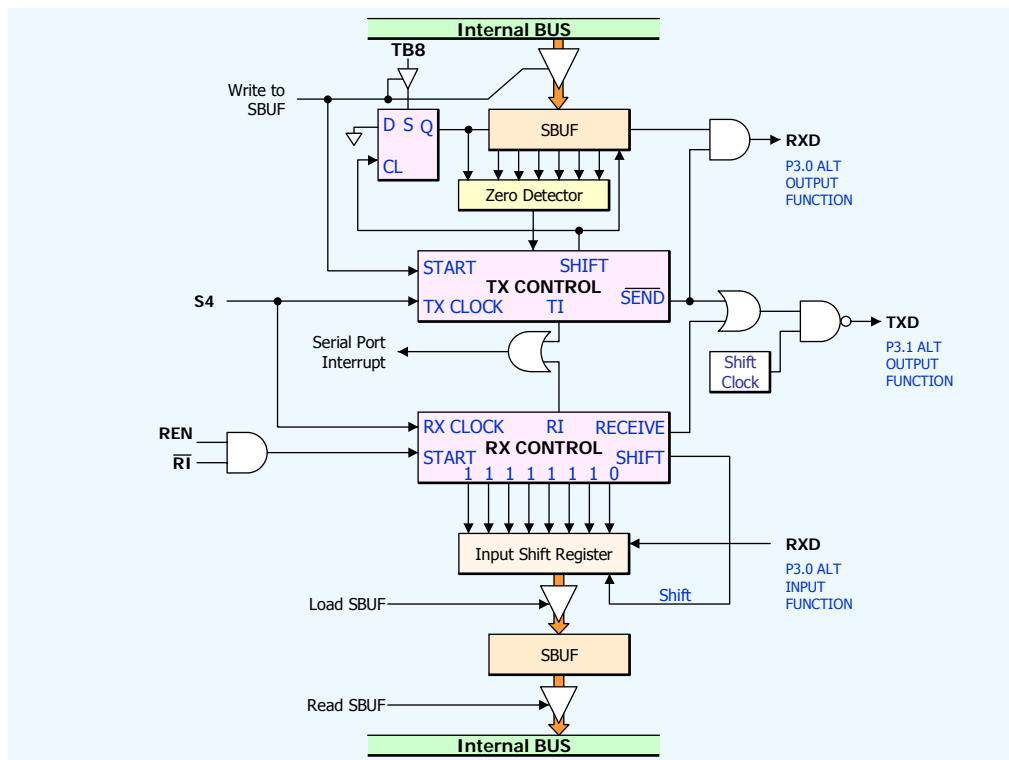 Internal BUS
TB8
Write to
SBUF
D S Q
CL
SBUF
RXD
P3.0 ALT
OUTPUT
FUNCTION
Zero Detector
START
SHIFT
TX CONTROL
S4
TX CLOCK
TI
SEND
TXD
P3.1 ALT
OUTPUT
FUNCTION
Serial Port
Interrupt
Shift
Clock
RX CLOCK
RI
RECEIVE
REN
RI
RX CONTROL
START
SHIFT
1 1 1 1 1 1 1 0
Input Shift Register
RXD
P3.0 ALT
INPUT
FUNCTION
Shift
Load SBUF
SBUF
Read SBUF
Internal BUS